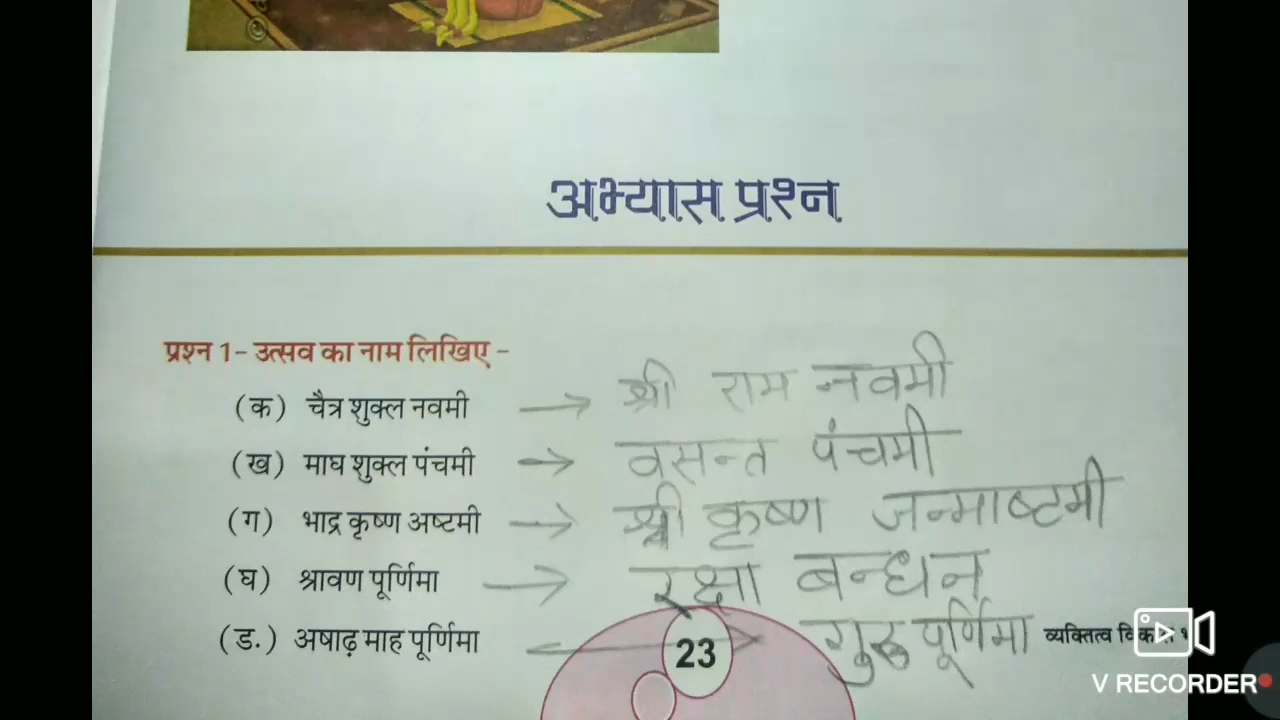 अभ्यास प्रश्न
प्रश्न 1- उत्सव का नाम लिखिए -
(क) चैत्र शुक्ल नवमी → श्री राम नवमी
(ख) माघ शुक्ल पंचमी → वसन्त पंचमी
(ग) भाद्र कृष्ण अष्टमी → श्री कृष्ण जन्माष्टमी
(घ) श्रावण पूर्णिमा → रक्षा बन्धन
(ड.) अषाढ़ माह पूर्णिमा → गुरु पूर्णिमा
23
व्यक्तित्व
V RECORDER